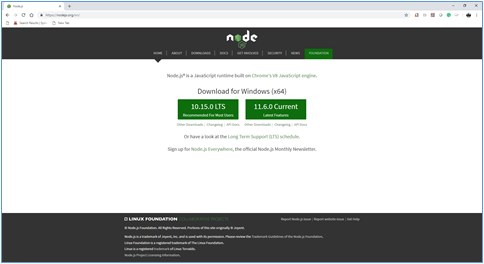 Node.js
https://nodejs.org/en/
node
HOME | ABOUT | DOWNLOADS | DOCS | GET INVOLVED | SECURITY | NEWS | FOUNDATION
Node.js® is a JavaScript runtime built on Chrome's V8 JavaScript engine.
Download for Windows (x64)
10.15.0 LTS
Recommended For Most Users
11.6.0 Current
Latest Features
Other Downloads | Changelog | API Docs
Other Downloads | Changelog | API Docs
Or have a look at the Long Term Support (LTS) schedule.
Sign up for Node.js Everywhere, the official Node.js Monthly Newsletter.
LINUX FOUNDATION COLLABORATIVE PROJECTS
Report Node.js issue | Report website issue | Get Help
© Node.js Foundation. All Rights Reserved. Portions of this site originally © Joyent.
Node.js is a trademark of Joyent, Inc. and is used with its permission. Please review the Trademark Guidelines of the Node.js Foundation.
Linux Foundation is a registered trademark of The Linux Foundation.
Linux is a registered trademark of Linus Torvalds.
Node.js Project Licensing Information.